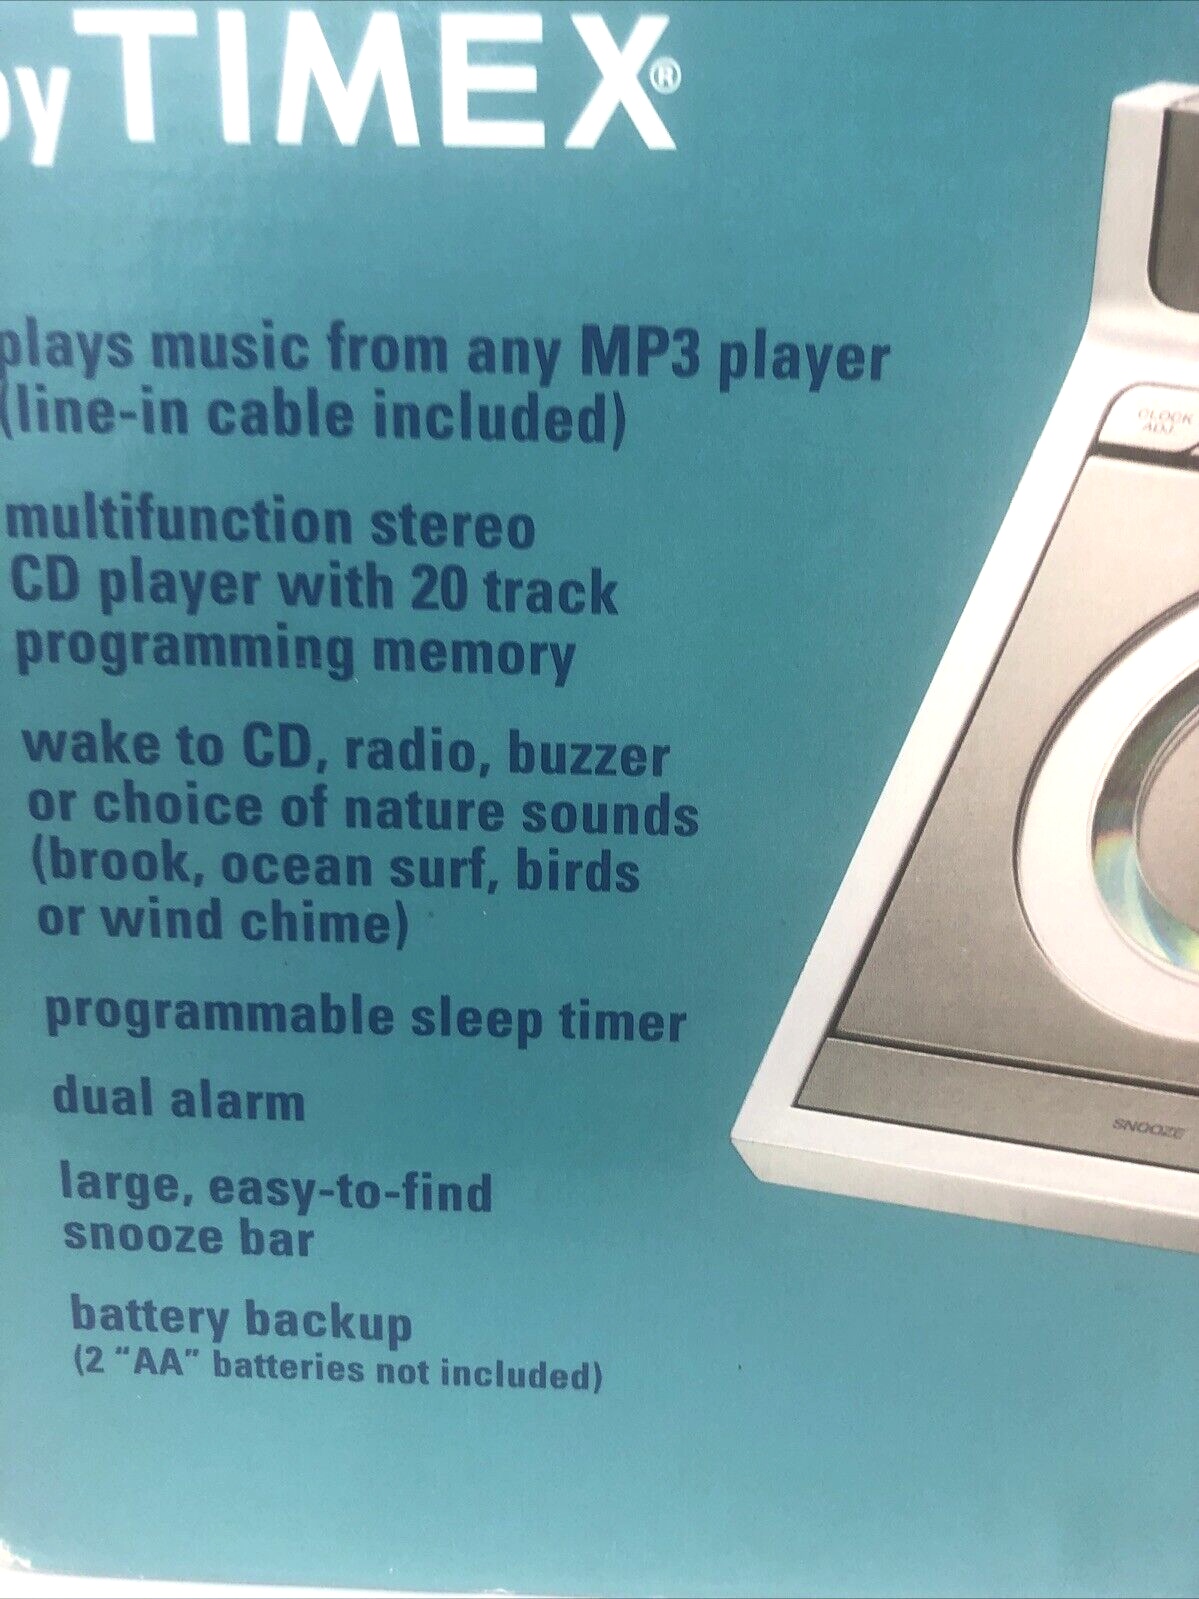 by TIMEX®
plays music from any MP3 player
(line-in cable included)
multifunction stereo
CD player with 20 track
programming memory
wake to CD, radio, buzzer
or choice of nature sounds
(brook, ocean surf, birds
or wind chime)
programmable sleep timer
dual alarm
large, easy-to-find
snooze bar
battery backup
(2 "AA" batteries not included)
CLOCK
ADJ.
SNOOZE